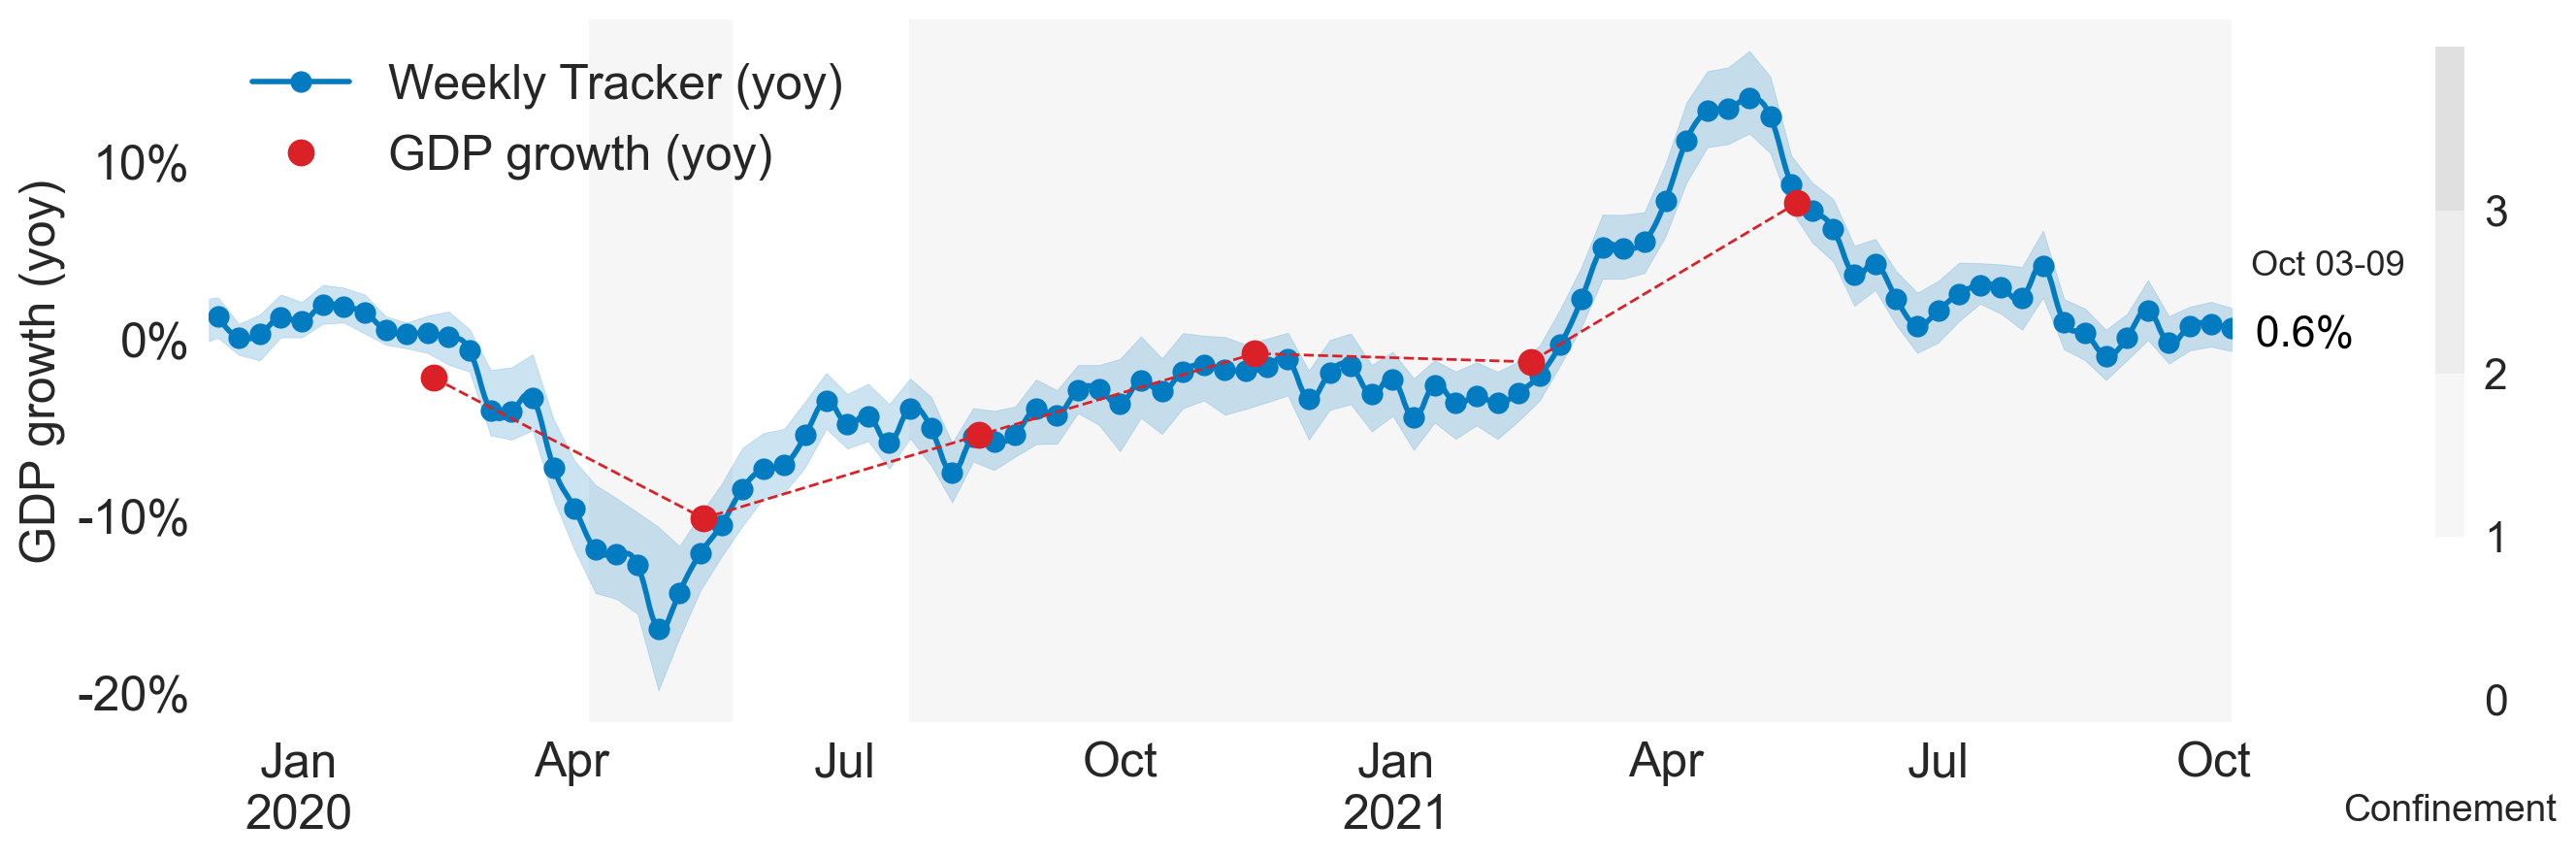 Weekly Tracker (yoy)
GDP growth (yoy)
GDP growth (yoy)
10%
0%
-10%
-20%
Jan
2020
Apr
Jul
Oct
Jan
2021
Apr
Jul
Oct
Oct 03-09
0.6%
3
2
1
0
Confinement